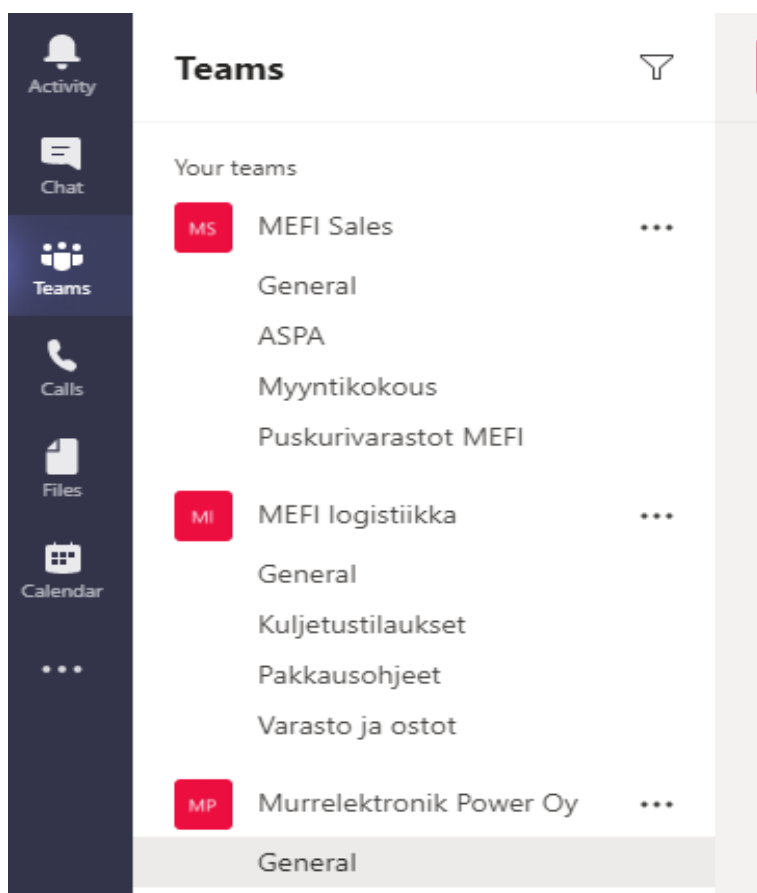 Activity
Chat
Teams
Calls
Files
Calendar
Teams
Your teams
MS MEFI Sales
General
ASPA
Myyntikokous
Puskurivarastot MEFI
MI MEFI logistiikka
General
Kuljetustilaukset
Pakkausohjeet
Varasto ja ostot
MP Murrelektronik Power Oy
General